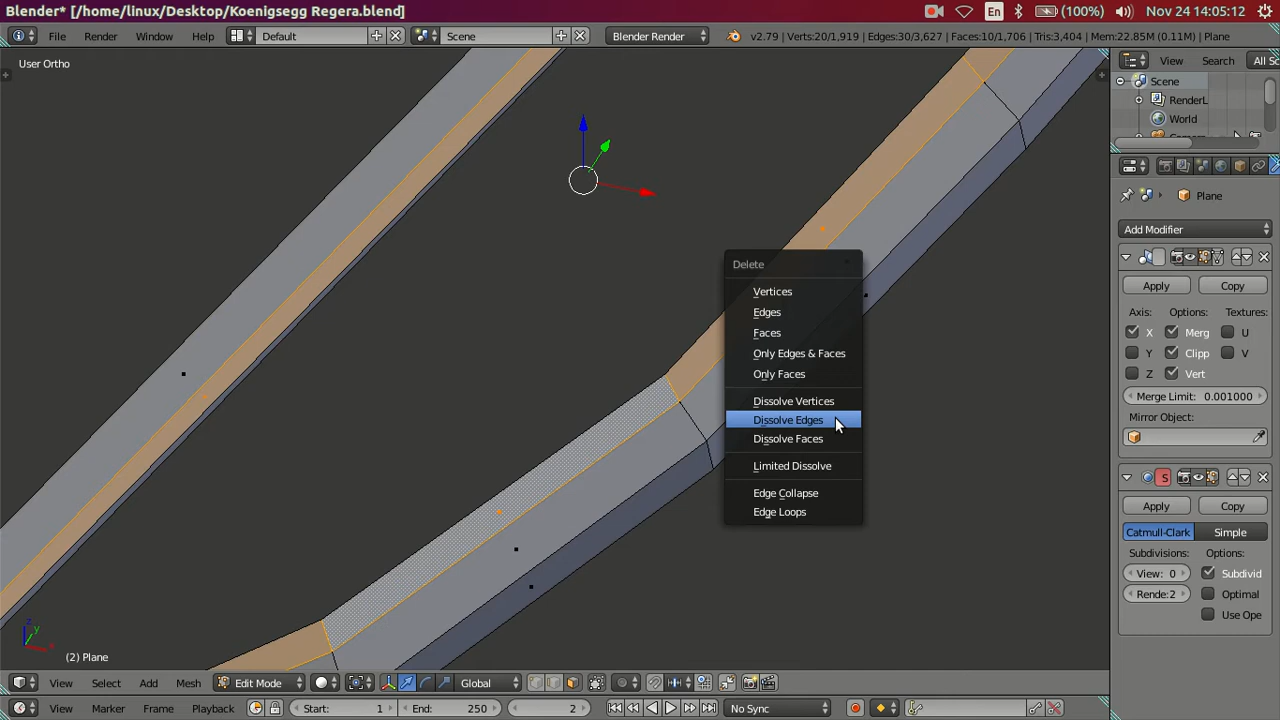 Blender* [/home/linux/Desktop/Koenigsegg Regera.blend]
En
(100%)
Nov 24 14:05:12
File
Render
Window
Help
Default
Scene
Blender Render
v2.79 | Verts:20/1,919 | Edges:30/3,627 | Faces:10/1,706 | Tris:3,404 | Mem:22.85M (0.11M) | Plane
User Ortho
View
Search
All Sc
Scene
RenderL
World
Plane
Add Modifier
Apply
Copy
Axis:
Options:
Textures:
X
Merg
U
Y
Clipp
V
Z
Vert
Merge Limit: 0.001000
Mirror Object:
S
Apply
Copy
Catmull-Clark
Simple
Subdivisions:
Options:
View: 0
Subdivid
Rende:2
Optimal
Use Ope
Delete
Vertices
Edges
Faces
Only Edges & Faces
Only Faces
Dissolve Vertices
Dissolve Edges
Dissolve Faces
Limited Dissolve
Edge Collapse
Edge Loops
z
y
x
(2) Plane
View
Select
Add
Mesh
Edit Mode
Global
View
Marker
Frame
Playback
Start:
1
End:
250
2
No Sync